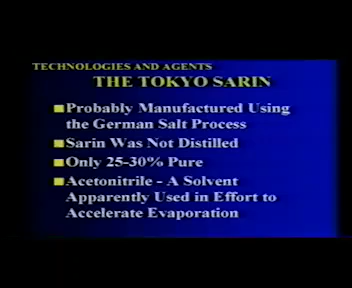 TECHNOLOGIES AND AGENTS
THE TOKYO SARIN
Probably Manufactured Using
the German Salt Process
Sarin Was Not Distilled
Only 25-30% Pure
Acetonitrile - A Solvent
Apparently Used in Effort to
Accelerate Evaporation